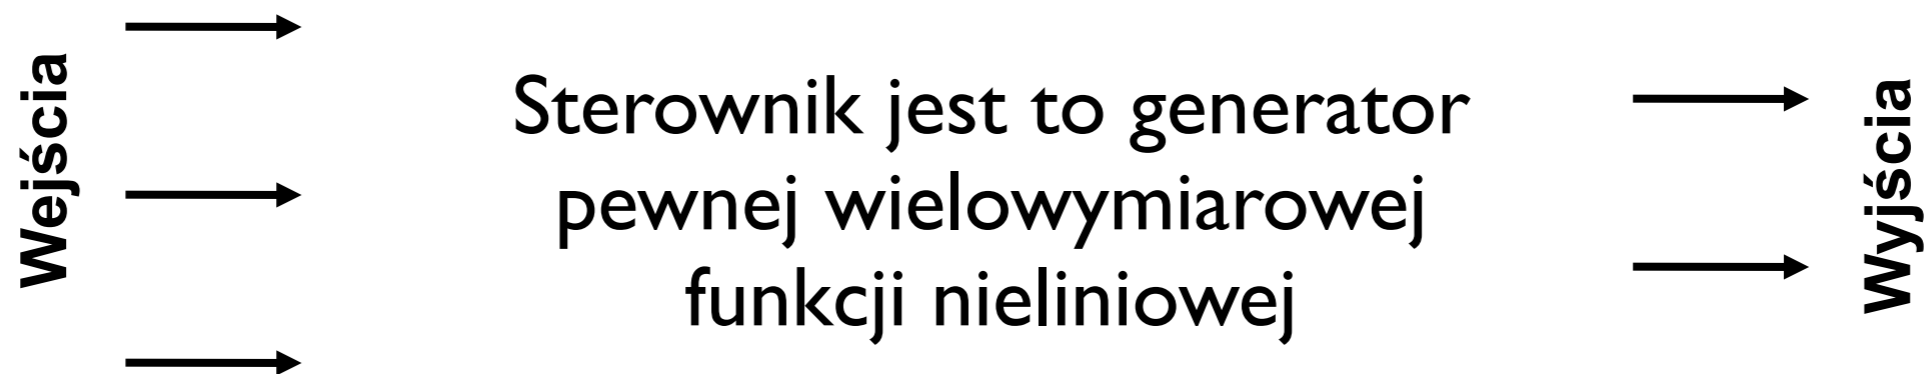 Wejścia
Sterownik jest to generator
pewnej wielowymiarowej
funkcji nieliniowej
Wyjścia